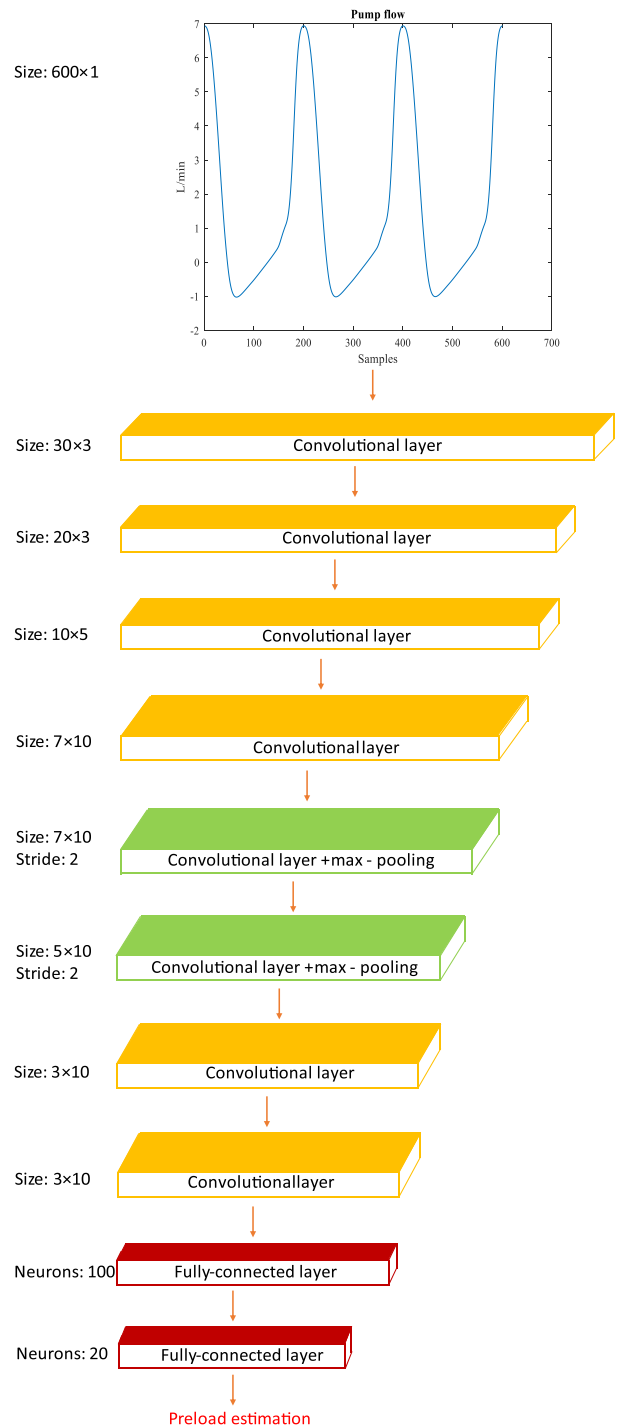 Pump flow
Size: 600×1
7
6
5
4
3
2
1
0
-1
-2
L/min
0 100 200 300 400 500 600 700
Samples
Size: 30×3
Convolutional layer
Size: 20×3
Convolutional layer
Size: 10×5
Convolutional layer
Size: 7×10
Convolutional layer
Size: 7×10
Stride: 2
Convolutional layer +max - pooling
Size: 5×10
Stride: 2
Convolutional layer +max - pooling
Size: 3×10
Convolutional layer
Size: 3×10
Convolutionallayer
Neurons: 100
Fully-connected layer
Neurons: 20
Fully-connected layer
Preload estimation